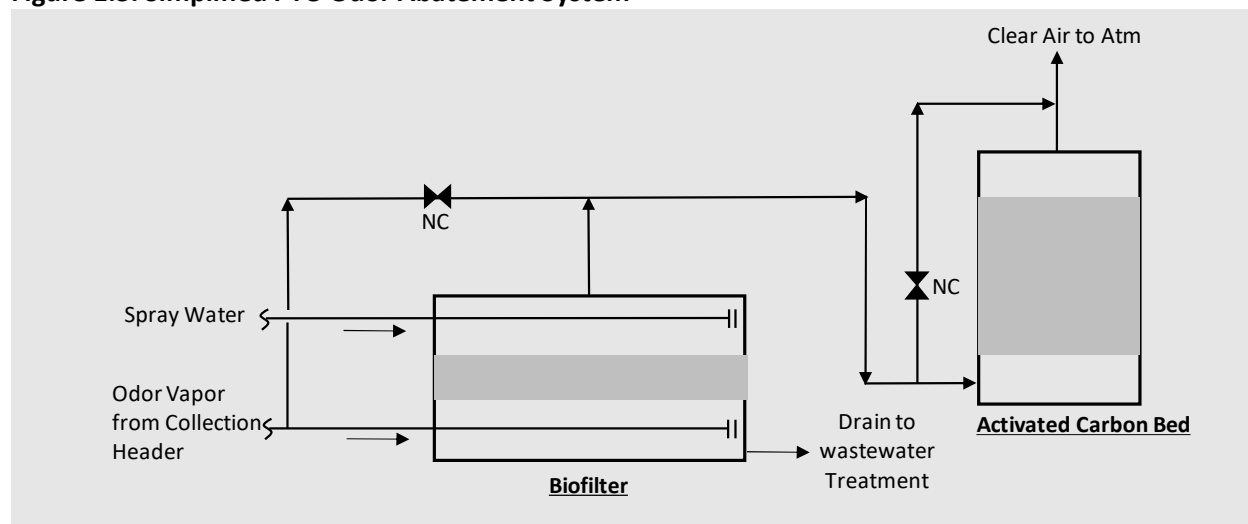 Clear Air to Atm
NC
NC
Spray Water
Odor Vapor
from Collection
Header
Drain to
wastewater
Treatment
Activated Carbon Bed
Biofilter